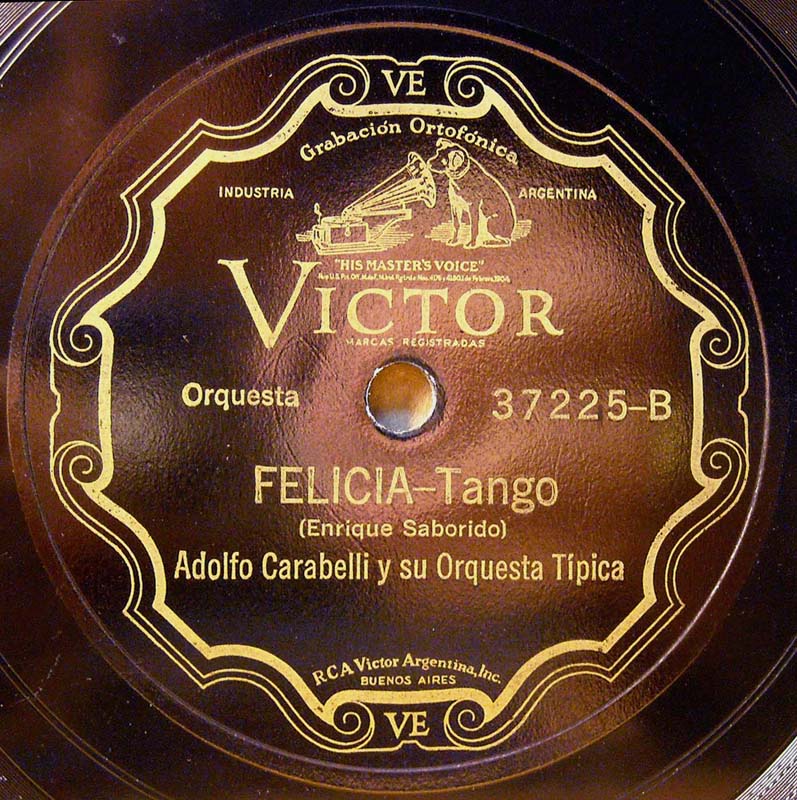 VE
Grabación Ortofónica
INDUSTRIA ARGENTINA
"HIS MASTER'S VOICE"
VICTOR
MARCAS REGISTRADAS
Orquesta 37225-B
FELICIA-Tango
(Enrique Saborido)
Adolfo Carabelli y su Orquesta Típica
RCA Victor Argentina, Inc.
BUENOS AIRES
VE